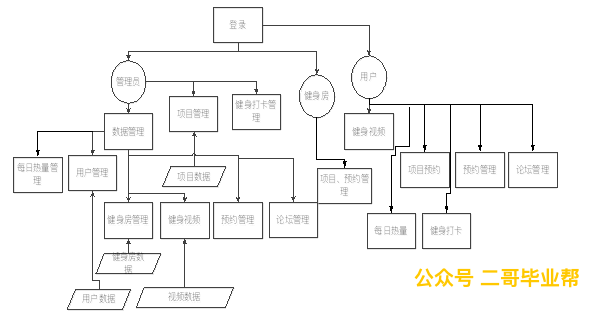 登录
管理员
健身房
用户
项目管理
健身打卡管
理
数据管理
健身视频
每日热量管
理
用户管理
项目数据
项目、预约管
理
项目预约
预约管理
论坛管理
健身房管理
健身视频
预约管理
论坛管理
每日热量
健身打卡
健身房数
据
用户数据
视频数据
公众号 二哥毕业帮